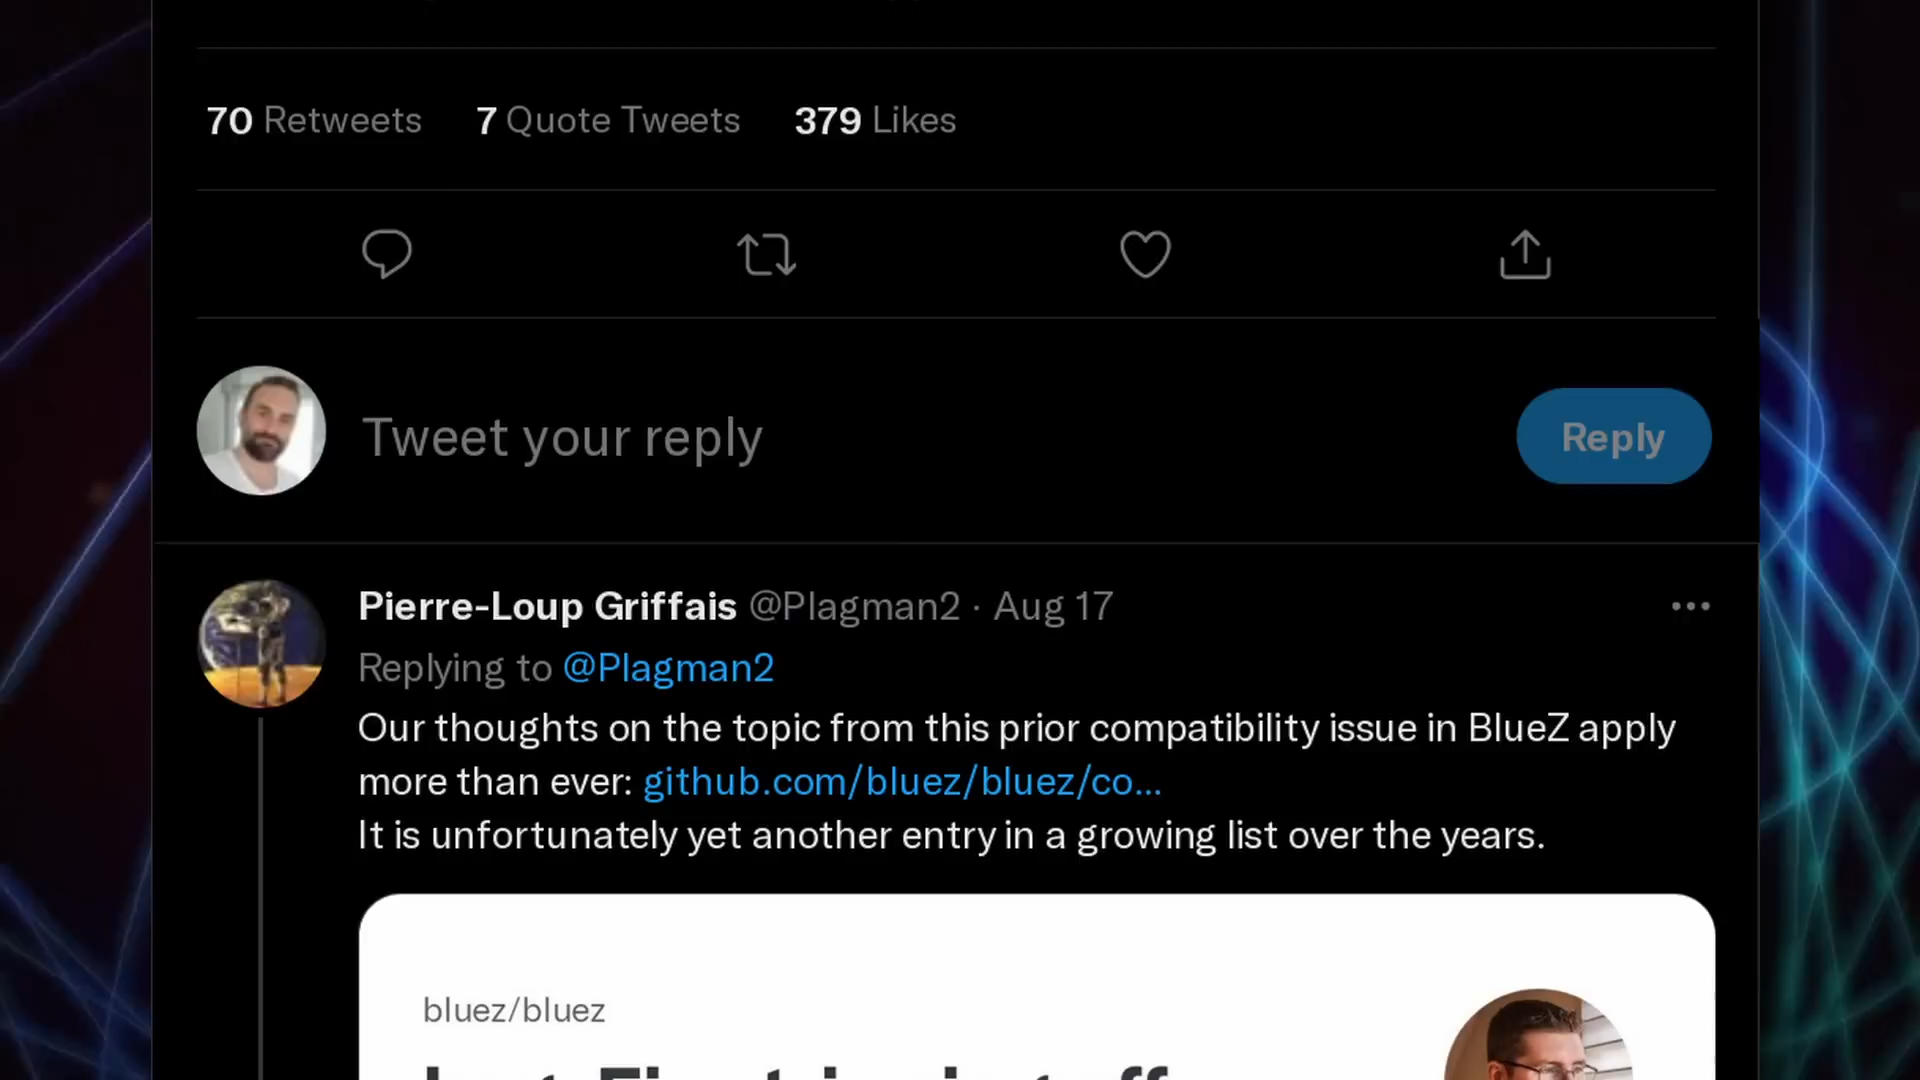 70 Retweets 7 Quote Tweets 379 Likes
Tweet your reply
Reply
Pierre-Loup Griffais @Plagman2 · Aug 17
Replying to @Plagman2
Our thoughts on the topic from this prior compatibility issue in BlueZ apply
more than ever: github.com/bluez/bluez/co...
It is unfortunately yet another entry in a growing list over the years.
bluez/bluez